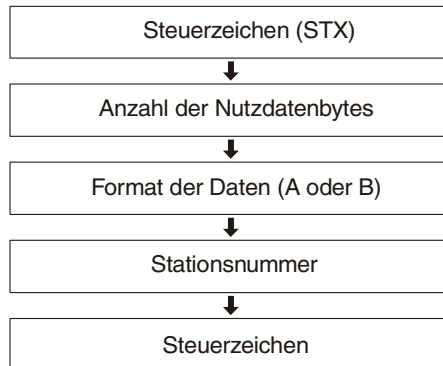 Steuerzeichen (STX)
Anzahl der Nutzdatenbytes
Format der Daten (A oder B)
Stationsnummer
Steuerzeichen